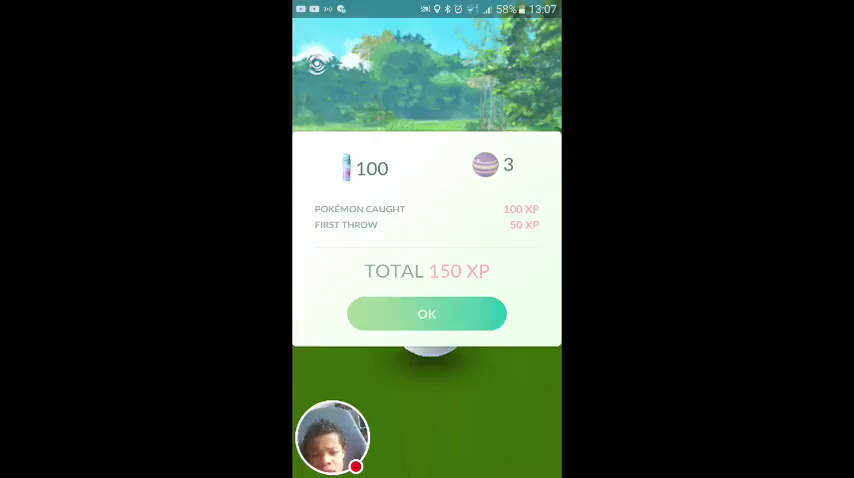 58% 13:07
100 3
POKÉMON CAUGHT 100 XP
FIRST THROW 50 XP
TOTAL 150 XP
OK